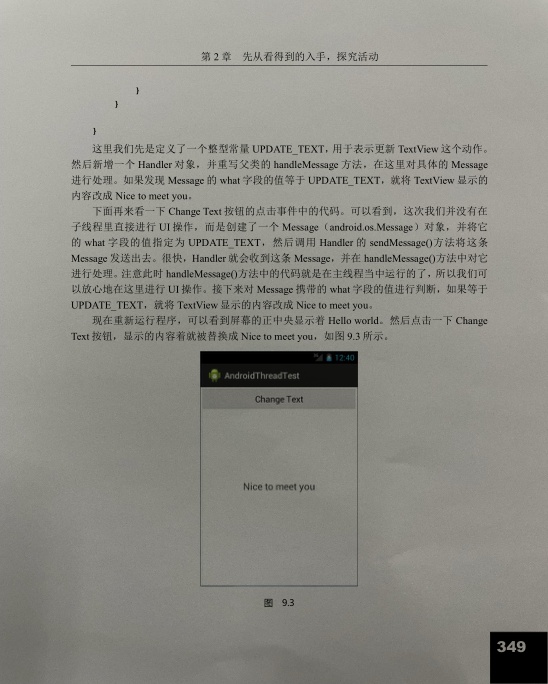 第 2 章　先从看得到的入手，探究活动
}
}
}
这里我们先是定义了一个整型常量 UPDATE_TEXT，用于表示更新 TextView 这个动作。
然后新增一个 Handler 对象，并重写父类的 handleMessage 方法，在这里对具体的 Message
进行处理。如果发现 Message 的 what 字段的值等于 UPDATE_TEXT，就将 TextView 显示的
内容改成 Nice to meet you。
下面再来看一下 Change Text 按钮的点击事件中的代码。可以看到，这次我们并没有在
子线程里直接进行 UI 操作，而是创建了一个 Message（android.os.Message）对象，并将它
的 what 字段的值指定为 UPDATE_TEXT，然后调用 Handler 的 sendMessage()方法将这条
Message 发送出去。很快，Handler 就会收到这条 Message，并在 handleMessage()方法中对它
进行处理。注意此时 handleMessage()方法中的代码就是在主线程当中运行的了，所以我们可
以放心地在这里进行 UI 操作。接下来对 Message 携带的 what 字段的值进行判断，如果等于
UPDATE_TEXT，就将 TextView 显示的内容改成 Nice to meet you。
现在重新运行程序，可以看到屏幕的正中央显示着 Hello world。然后点击一下 Change
Text 按钮，显示的内容着就被替换成 Nice to meet you，如图 9.3 所示。
12:40
AndroidThreadTest
Change Text
Nice to meet you
图　9.3
349